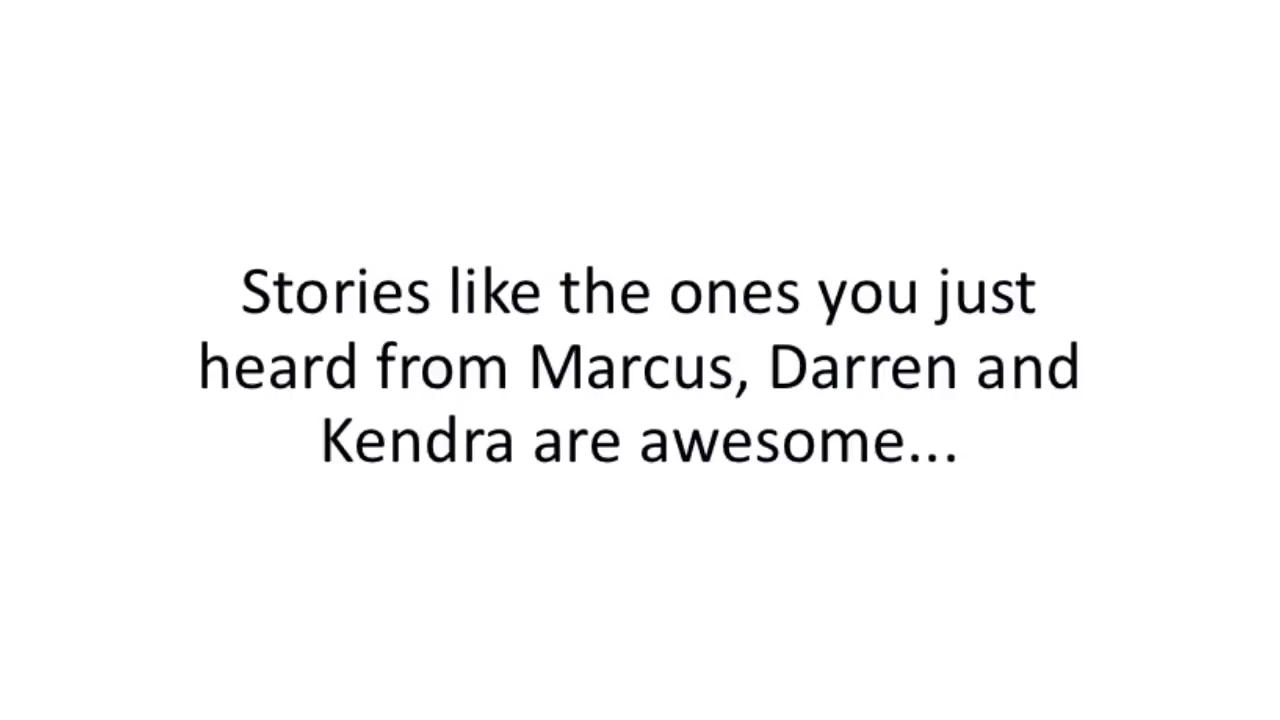 Stories like the ones you just
heard from Marcus, Darren and
Kendra are awesome...